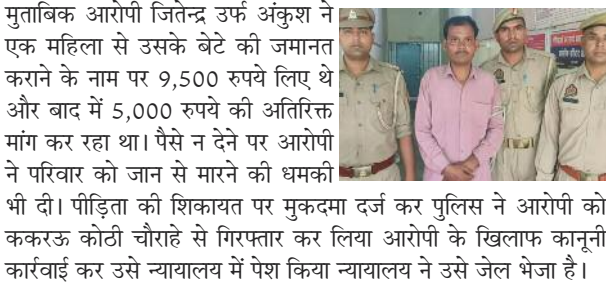 मुताबिक आरोपी जितेन्द्र उर्फ अंकुश ने
एक महिला से उसके बेटे की जमानत
कराने के नाम पर 9,500 रुपये लिए थे
और बाद में 5,000 रुपये की अतिरिक्त
मांग कर रहा था। पैसे न देने पर आरोपी
ने परिवार को जान से मारने की धमकी
भी दी। पीड़िता की शिकायत पर मुकदमा दर्ज कर पुलिस ने आरोपी को
ककरऊ कोठी चौराहे से गिरफ्तार कर लिया आरोपी के खिलाफ कानूनी
कार्रवाई कर उसे न्यायालय में पेश किया न्यायालय ने उसे जेल भेजा है।